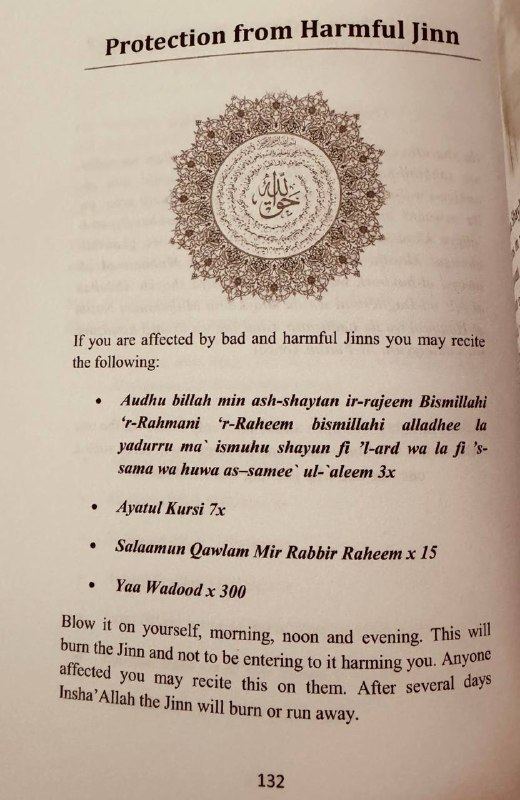 Protection from Harmful Jinn
If you are affected by bad and harmful Jinns you may recite
the following:
• Audhu billah min ash-shaytan ir-rajeem Bismillahi
'r-Rahmani 'r-Raheem bismillahi alladhee la
yadurru ma` ismuhu shayun fi 'l-ard wa la fi 's-
sama wa huwa as–samee` ul-`aleem 3x
• Ayatul Kursi 7x
• Salaamun Qawlam Mir Rabbir Raheem x 15
• Yaa Wadood x 300
Blow it on yourself, morning, noon and evening. This will
burn the Jinn and not to be entering to it harming you. Anyone
affected you may recite this on them. After several days
Insha'Allah the Jinn will burn or run away.
132